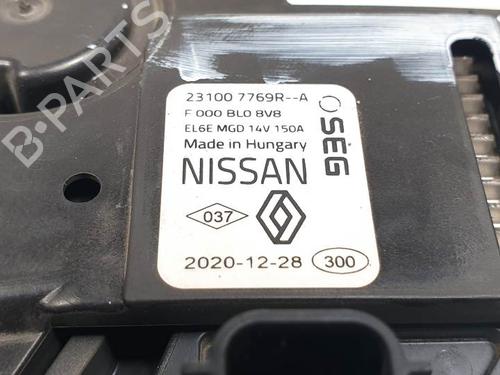 B-PARTS
23100 7769R--A
F 000 BL0 8V8
EL6E MGD 14V 150A
Made in Hungary
SEG
NISSAN
037
2020-12-28 300